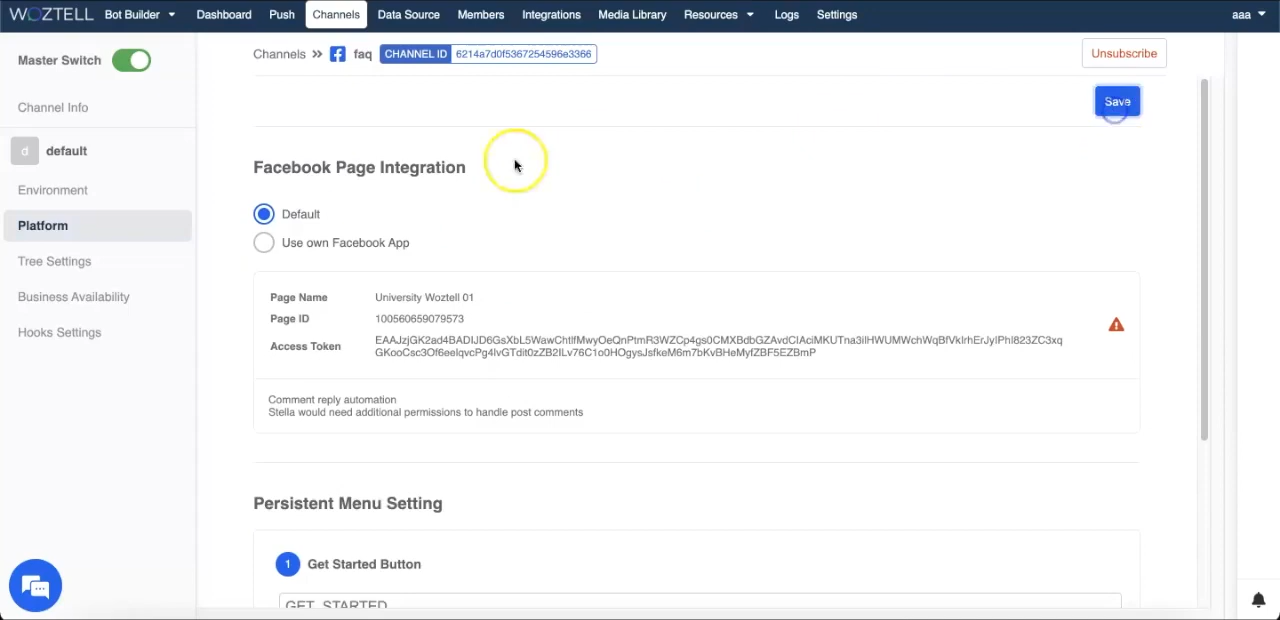 WOZTELL Bot Builder Dashboard Push Channels Data Source Members Integrations Media Library Resources Logs Settings aaa
Master Switch
Channel Info
d default
Environment
Platform
Tree Settings
Business Availability
Hooks Settings
Channels » faq CHANNEL ID 6214a7d0f5367254596e3366 Unsubscribe
Save
Facebook Page Integration
Default
Use own Facebook App
Page Name University Woztell 01
Page ID 100560659079573
Access Token
Comment reply automation
Stella would need additional permissions to handle post comments
Persistent Menu Setting
1 Get Started Button
GET_STARTED